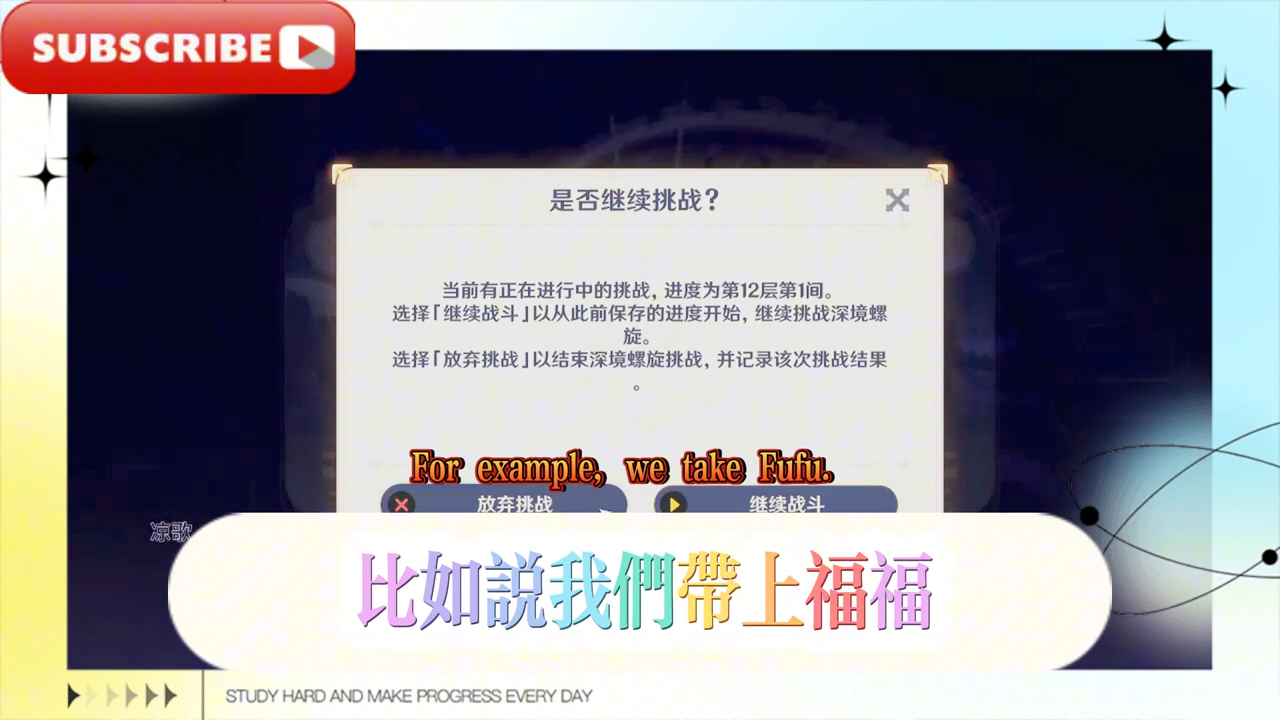 SUBSCRIBE
是否继续挑战?
当前有正在进行中的挑战, 进度为第12层第1间。
选择「继续战斗」以从此前保存的进度开始, 继续挑战深境螺
旋。
选择「放弃挑战」以结束深境螺旋挑战, 并记录该次挑战结果
。
For example, we take Fufu.
放弃挑战
继续战斗
凉歌
比如説我們帶上福福
STUDY HARD AND MAKE PROGRESS EVERY DAY